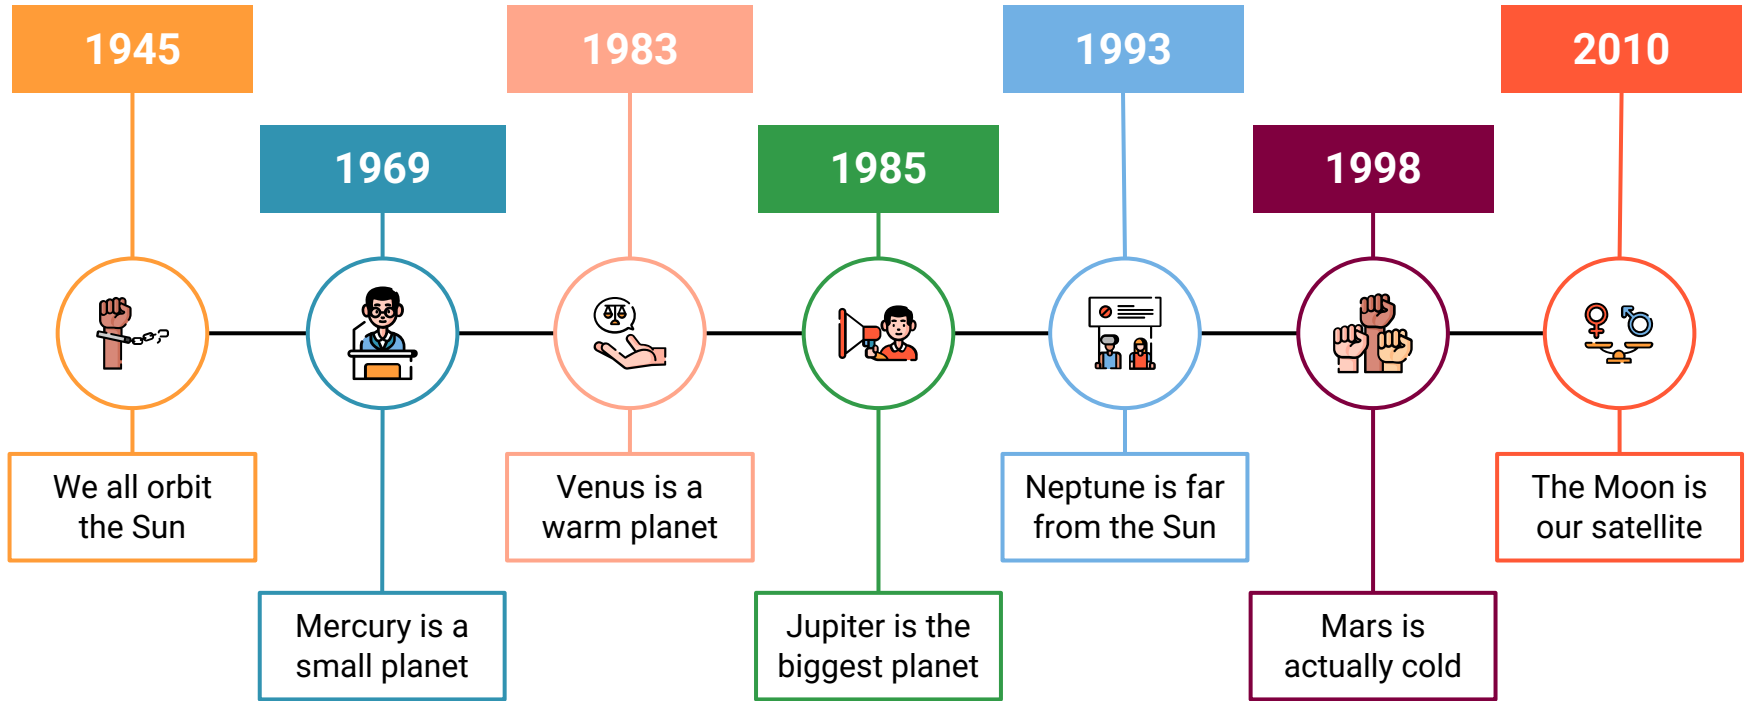 1945
We all orbit
the Sun
1969
Mercury is a
small planet
1983
Venus is a
warm planet
1985
Jupiter is the
biggest planet
1993
Neptune is far
from the Sun
1998
Mars is
actually cold
2010
The Moon is
our satellite